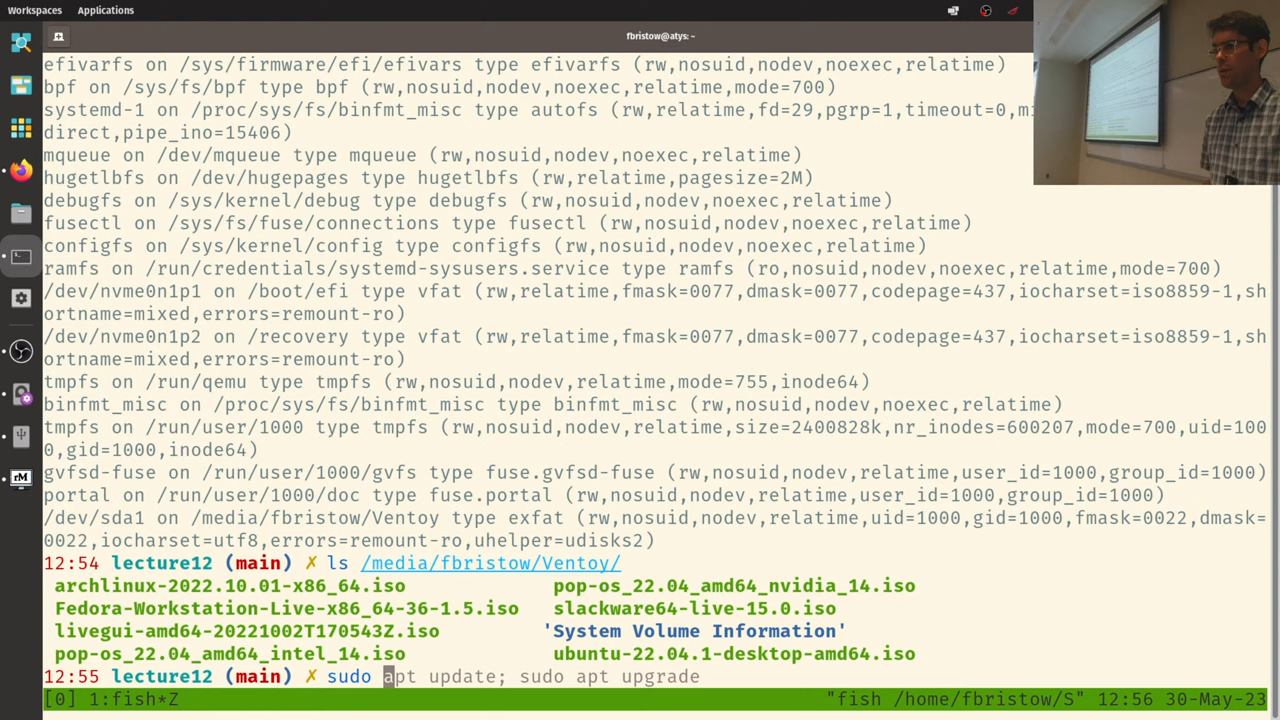 Workspaces Applications
fbristow@atys: ~
efivarfs on /sys/firmware/efi/efivars type efivarfs (rw,nosuid,nodev,noexec,relatime)
bpf on /sys/fs/bpf type bpf (rw,nosuid,nodev,noexec,relatime,mode=700)
systemd-1 on /proc/sys/fs/binfmt_misc type autofs (rw,relatime,fd=29,pgrp=1,timeout=0,mi
direct,pipe_ino=15406)
mqueue on /dev/mqueue type mqueue (rw,nosuid,nodev,noexec,relatime)
hugetlbfs on /dev/hugepages type hugetlbfs (rw,relatime,pagesize=2M)
debugfs on /sys/kernel/debug type debugfs (rw,nosuid,nodev,noexec,relatime)
fusectl on /sys/fs/fuse/connections type fusectl (rw,nosuid,nodev,noexec,relatime)
configfs on /sys/kernel/config type configfs (rw,nosuid,nodev,noexec,relatime)
ramfs on /run/credentials/systemd-sysusers.service type ramfs (ro,nosuid,nodev,noexec,relatime,mode=700)
/dev/nvme0n1p1 on /boot/efi type vfat (rw,relatime,fmask=0077,dmask=0077,codepage=437,iocharset=iso8859-1,sh
ortname=mixed,errors=remount-ro)
/dev/nvme0n1p2 on /recovery type vfat (rw,relatime,fmask=0077,dmask=0077,codepage=437,iocharset=iso8859-1,sh
ortname=mixed,errors=remount-ro)
tmpfs on /run/qemu type tmpfs (rw,nosuid,nodev,relatime,mode=755,inode64)
binfmt_misc on /proc/sys/fs/binfmt_misc type binfmt_misc (rw,nosuid,nodev,noexec,relatime)
tmpfs on /run/user/1000 type tmpfs (rw,nosuid,nodev,relatime,size=2400828k,nr_inodes=600207,mode=700,uid=100
0,gid=1000,inode64)
gvfsd-fuse on /run/user/1000/gvfs type fuse.gvfsd-fuse (rw,nosuid,nodev,relatime,user_id=1000,group_id=1000)
portal on /run/user/1000/doc type fuse.portal (rw,nosuid,nodev,relatime,user_id=1000,group_id=1000)
/dev/sda1 on /media/fbristow/Ventoy type exfat (rw,nosuid,nodev,relatime,uid=1000,gid=1000,fmask=0022,dmask=
0022,iocharset=utf8,errors=remount-ro,uhelper=udisks2)
12:54 lecture12 (main) ✗ ls /media/fbristow/Ventoy/
archlinux-2022.10.01-x86_64.iso pop-os_22.04_amd64_nvidia_14.iso
Fedora-Workstation-Live-x86_64-36-1.5.iso slackware64-live-15.0.iso
livegui-amd64-20221002T170543Z.iso 'System Volume Information'
pop-os_22.04_amd64_intel_14.iso ubuntu-22.04.1-desktop-amd64.iso
12:55 lecture12 (main) ✗ sudo apt update; sudo apt upgrade
[0] 1:fish*Z "fish /home/fbristow/S" 12:56 30-May-23
rM